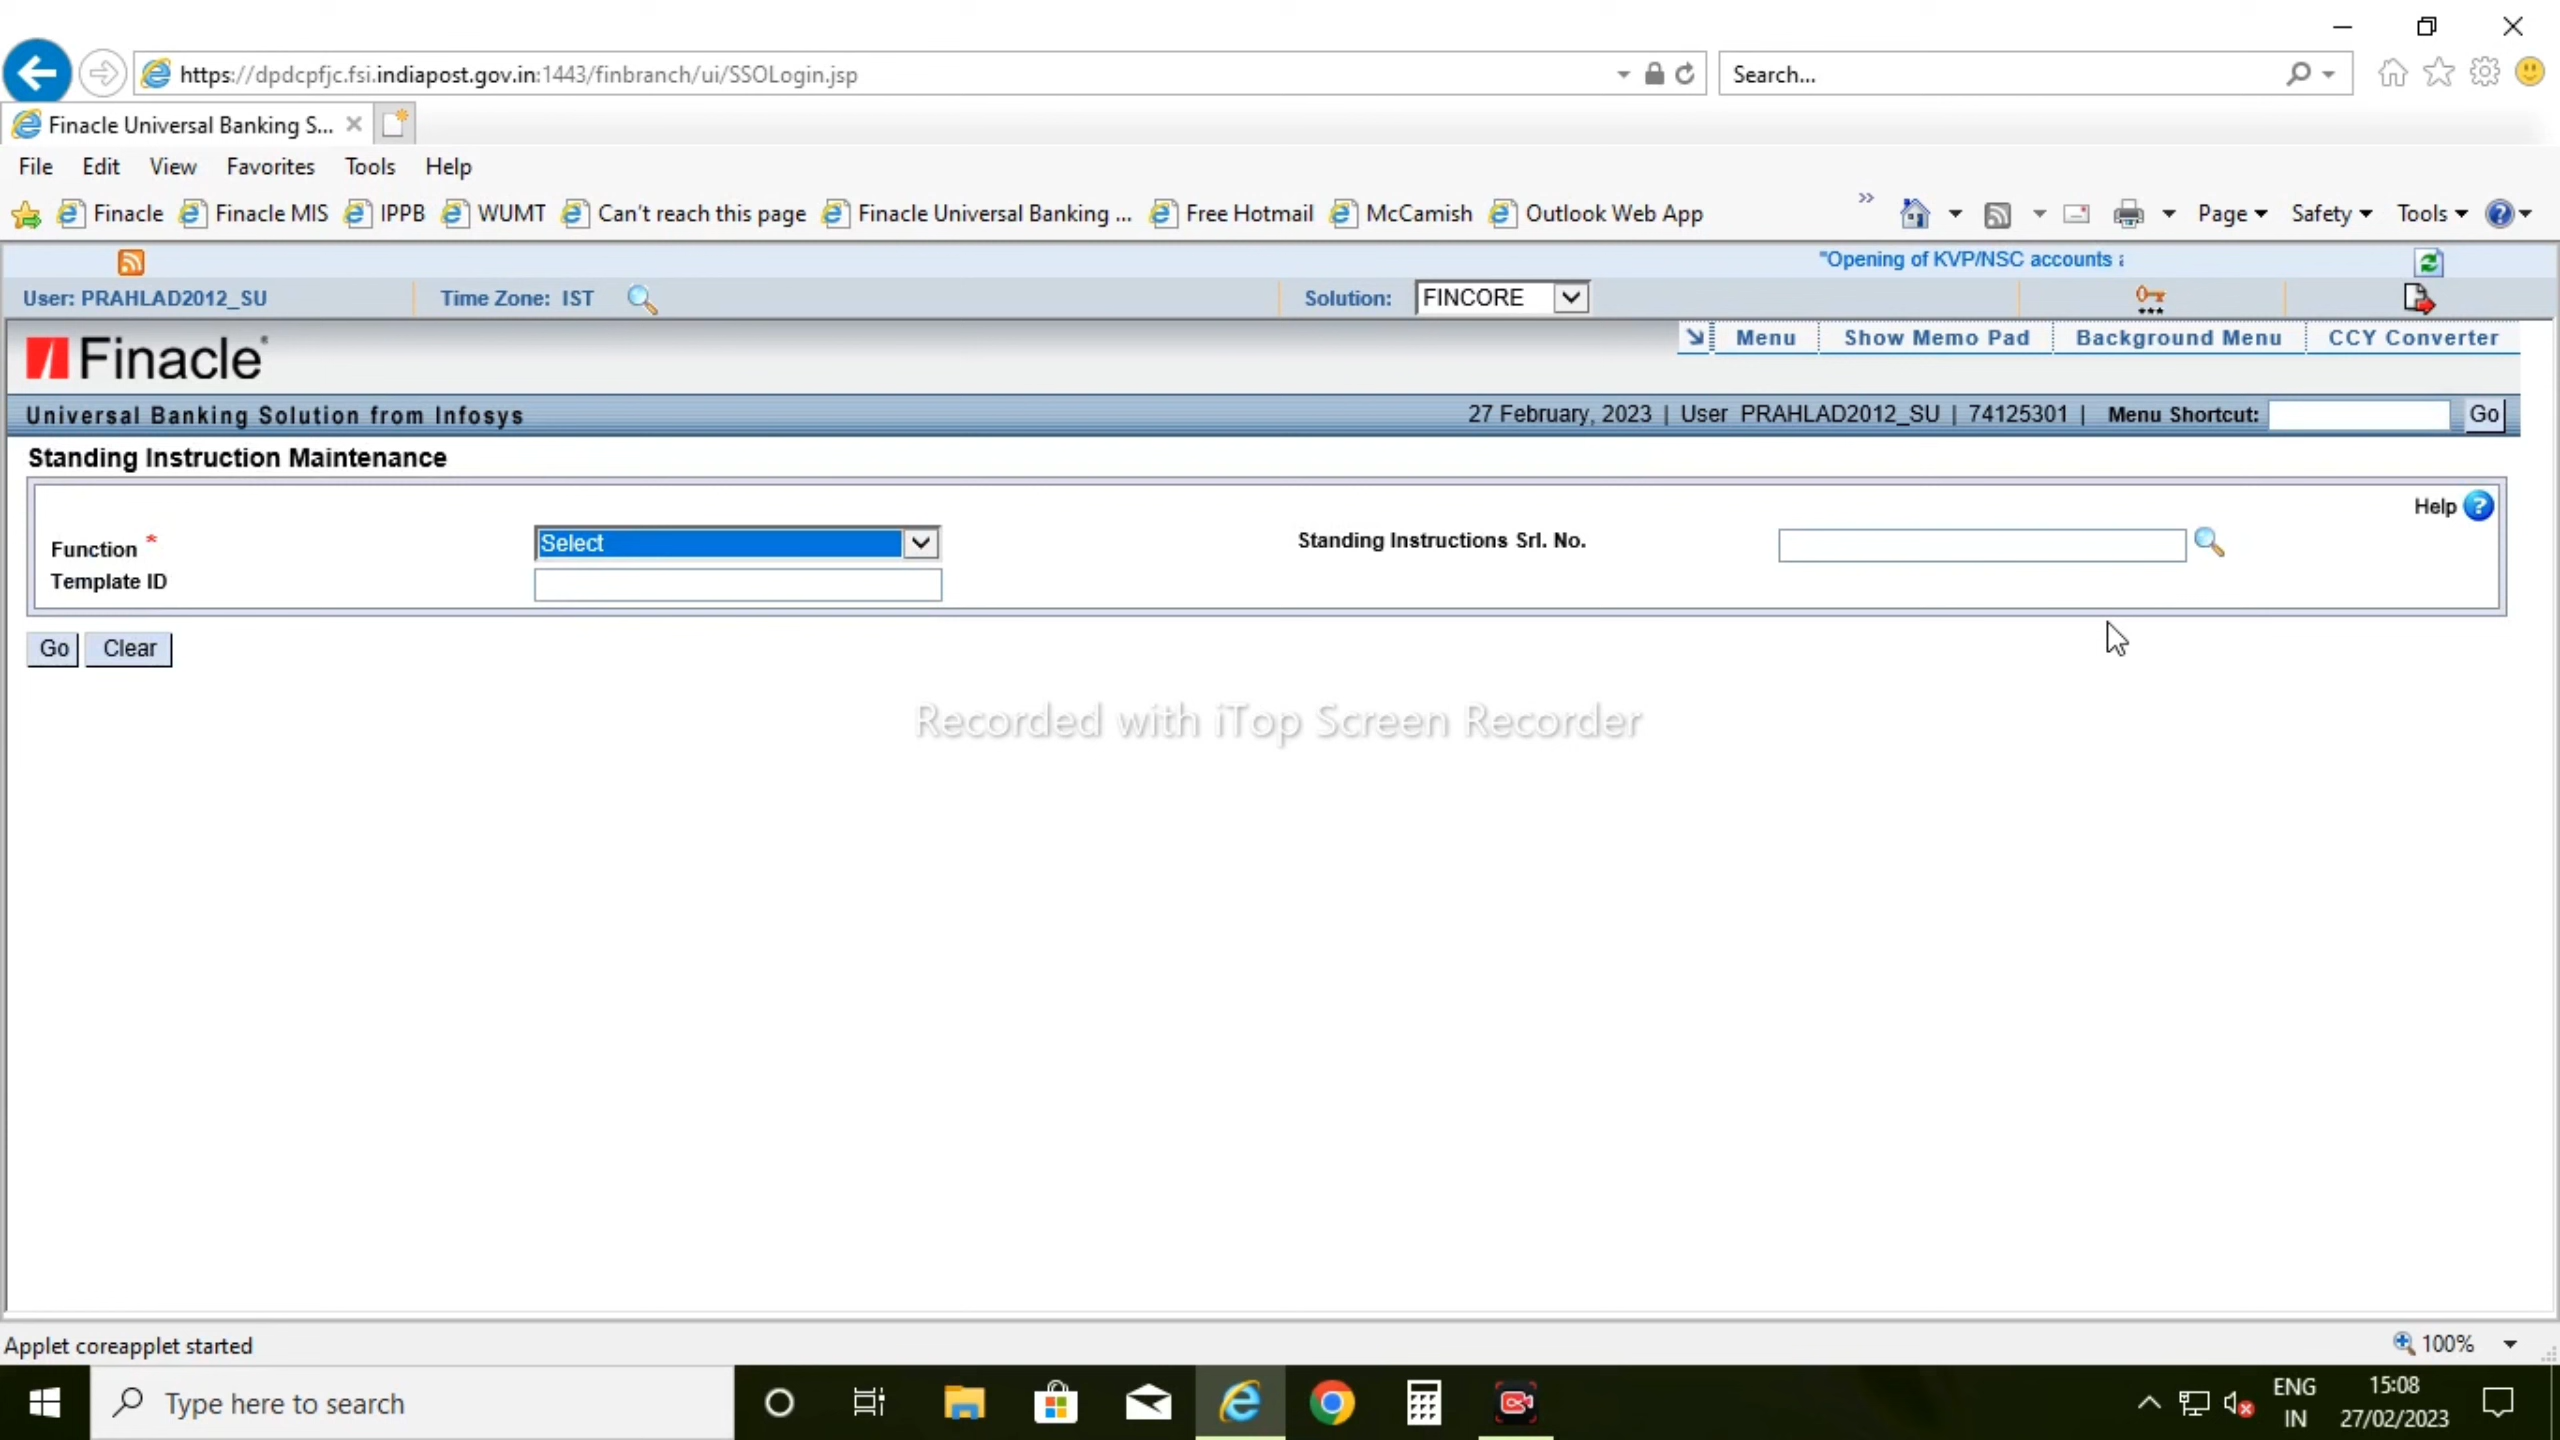 https://dpdcpfjc.fsi.indiapost.gov.in:1443/finbranch/ui/SSOLogin.jsp Search...
Finacle Universal Banking S...
File Edit View Favorites Tools Help
Finacle Finacle MIS IPPB WUMT Can't reach this page Finacle Universal Banking ... Free Hotmail McCamish Outlook Web App » Page Safety Tools
"Opening of KVP/NSC accounts
User: PRAHLAD2012_SU Time Zone: IST Solution: FINCORE
Menu Show Memo Pad Background Menu CCY Converter
Finacle
Universal Banking Solution from Infosys 27 February, 2023 | User PRAHLAD2012_SU | 74125301 | Menu Shortcut: Go
Standing Instruction Maintenance
Help ?
Function * Select Standing Instructions Srl. No.
Template ID
Go Clear
Recorded with iTop Screen Recorder
Applet coreapplet started 100%
Type here to search ENG 15:08
IN 27/02/2023